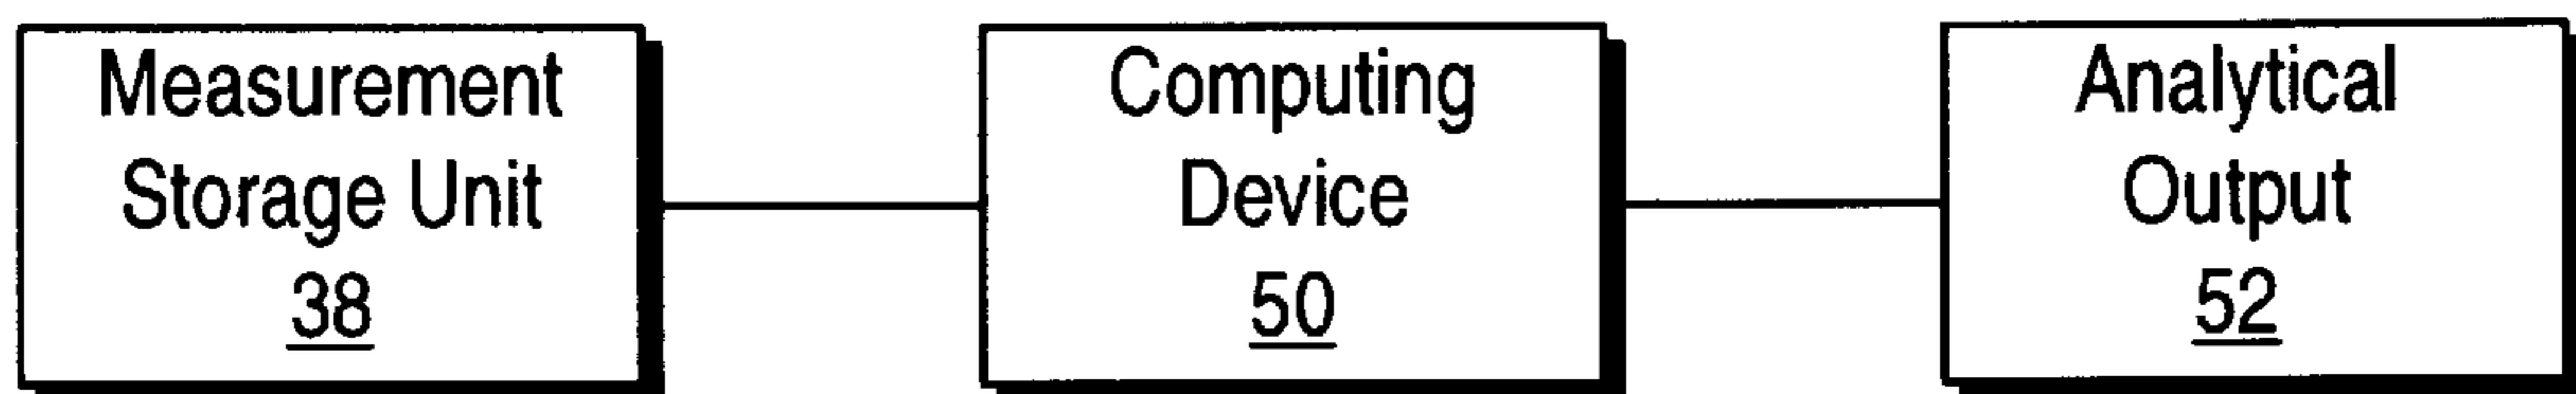 Measurement
Storage Unit
38
Computing
Device
50
Analytical
Output
52